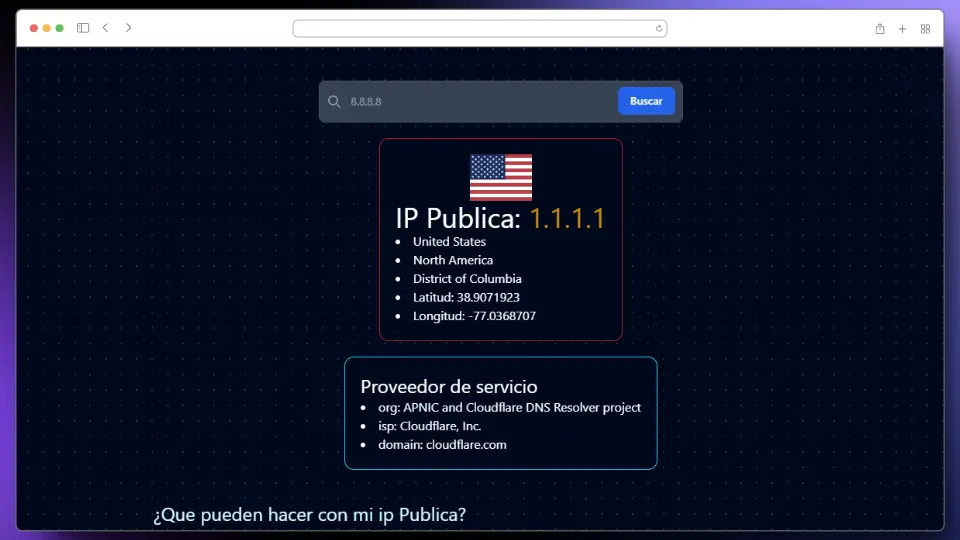 8.8.8.8
Buscar
IP Publica: 1.1.1.1
United States
North America
District of Columbia
Latitud: 38.9071923
Longitud: -77.0368707
Proveedor de servicio
org: APNIC and Cloudflare DNS Resolver project
isp: Cloudflare, Inc.
domain: cloudflare.com
¿Que pueden hacer con mi ip Publica?